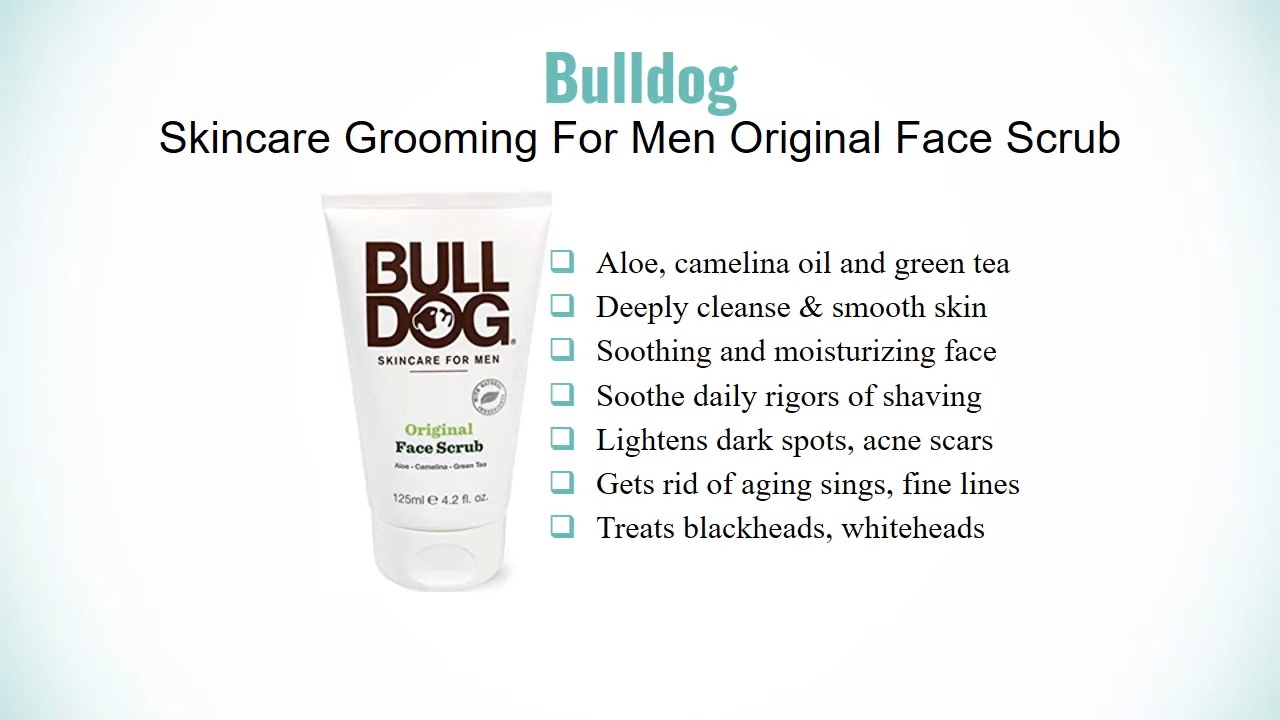 Bulldog
Skincare Grooming For Men Original Face Scrub
BULL
DOG®
SKINCARE FOR MEN
WITH NATURAL INGREDIENTS
Original
Face Scrub
Aloe - Camelina - Green Tea
125ml e 4.2 fl. oz.
Aloe, camelina oil and green tea
Deeply cleanse & smooth skin
Soothing and moisturizing face
Soothe daily rigors of shaving
Lightens dark spots, acne scars
Gets rid of aging sings, fine lines
Treats blackheads, whiteheads